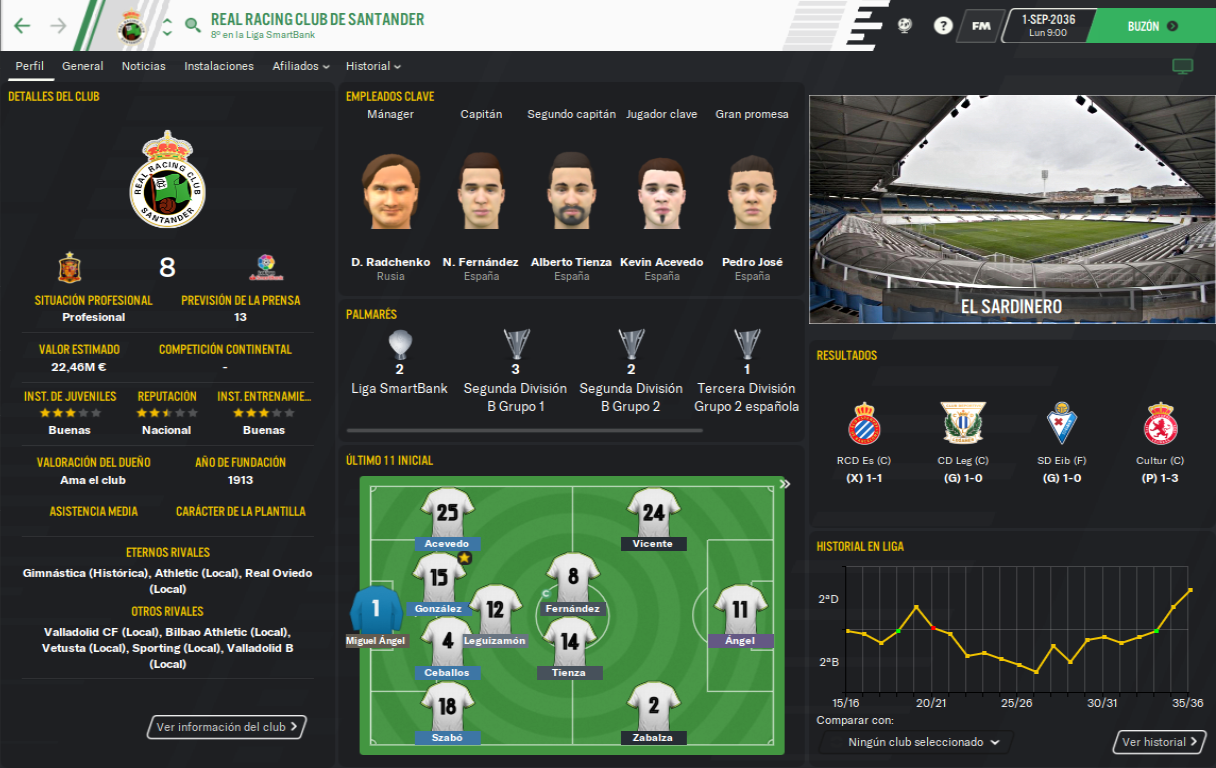 REAL RACING CLUB DE SANTANDER
8º en la Liga SmartBank
?
FM
1-SEP-2036
Lun 9:00
BUZÓN
Perfil General Noticias Instalaciones Afiliados Historial
DETALLES DEL CLUB
REAL RACING CLUB
SANTANDER
8
SITUACIÓN PROFESIONAL PREVISIÓN DE LA PRENSA
Profesional 13
VALOR ESTIMADO COMPETICIÓN CONTINENTAL
22,46M € -
INST. DE JUVENILES REPUTACIÓN INST. ENTRENAMIE...
Buenas Nacional Buenas
VALORACIÓN DEL DUEÑO AÑO DE FUNDACIÓN
Ama el club 1913
ASISTENCIA MEDIA CARÁCTER DE LA PLANTILLA
ETERNOS RIVALES
Gimnástica (Histórica), Athletic (Local), Real Oviedo
(Local)
OTROS RIVALES
Valladolid CF (Local), Bilbao Athletic (Local),
Vetusta (Local), Sporting (Local), Valladolid B
(Local)
Ver información del club
EMPLEADOS CLAVE
Mánager Capitán Segundo capitán Jugador clave Gran promesa
D. Radchenko N. Fernández Alberto Tienza Kevin Acevedo Pedro José
Rusia España España España España
PALMARÉS
2 3 2 1
Liga SmartBank Segunda División Segunda División Tercera División
B Grupo 1 B Grupo 2 Grupo 2 española
ÚLTIMO 11 INICIAL
25 24
Acevedo Vicente
15 8
González C Fernández
1 12 11
Miguel Ángel Leguizamón Ángel
4 14
Ceballos Tienza
18 2
Szabó Zabalza
EL SARDINERO
RESULTADOS
RCD Es (C) CD Leg (C) SD Eib (F) Cultur (C)
(X) 1-1 (G) 1-0 (G) 1-0 (P) 1-3
HISTORIAL EN LIGA
2ªD
2ªB
15/16 20/21 25/26 30/31 35/36
Comparar con:
Ningún club seleccionado
Ver historial